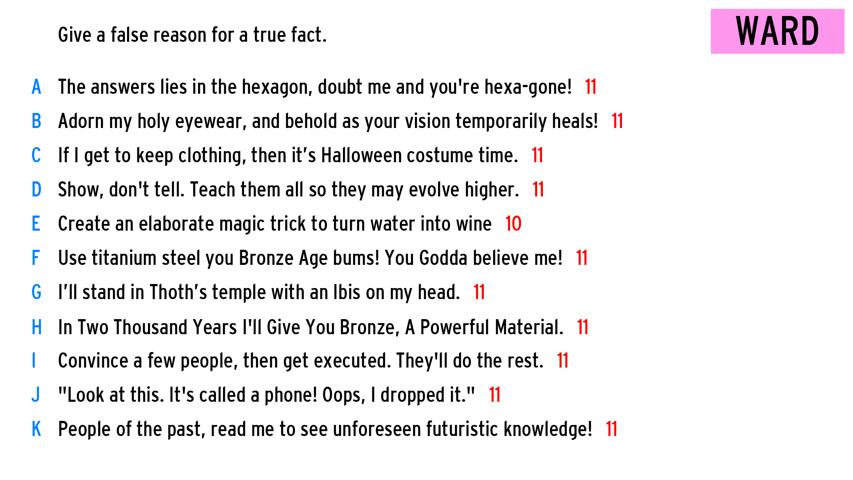 Give a false reason for a true fact.
WARD
A The answers lies in the hexagon, doubt me and you're hexa-gone! 11
B Adorn my holy eyewear, and behold as your vision temporarily heals! 11
C If I get to keep clothing, then it’s Halloween costume time. 11
D Show, don't tell. Teach them all so they may evolve higher. 11
E Create an elaborate magic trick to turn water into wine 10
F Use titanium steel you Bronze Age bums! You Godda believe me! 11
G I’ll stand in Thoth’s temple with an Ibis on my head. 11
H In Two Thousand Years I'll Give You Bronze, A Powerful Material. 11
I Convince a few people, then get executed. They'll do the rest. 11
J "Look at this. It's called a phone! Oops, I dropped it." 11
K People of the past, read me to see unforeseen futuristic knowledge! 11